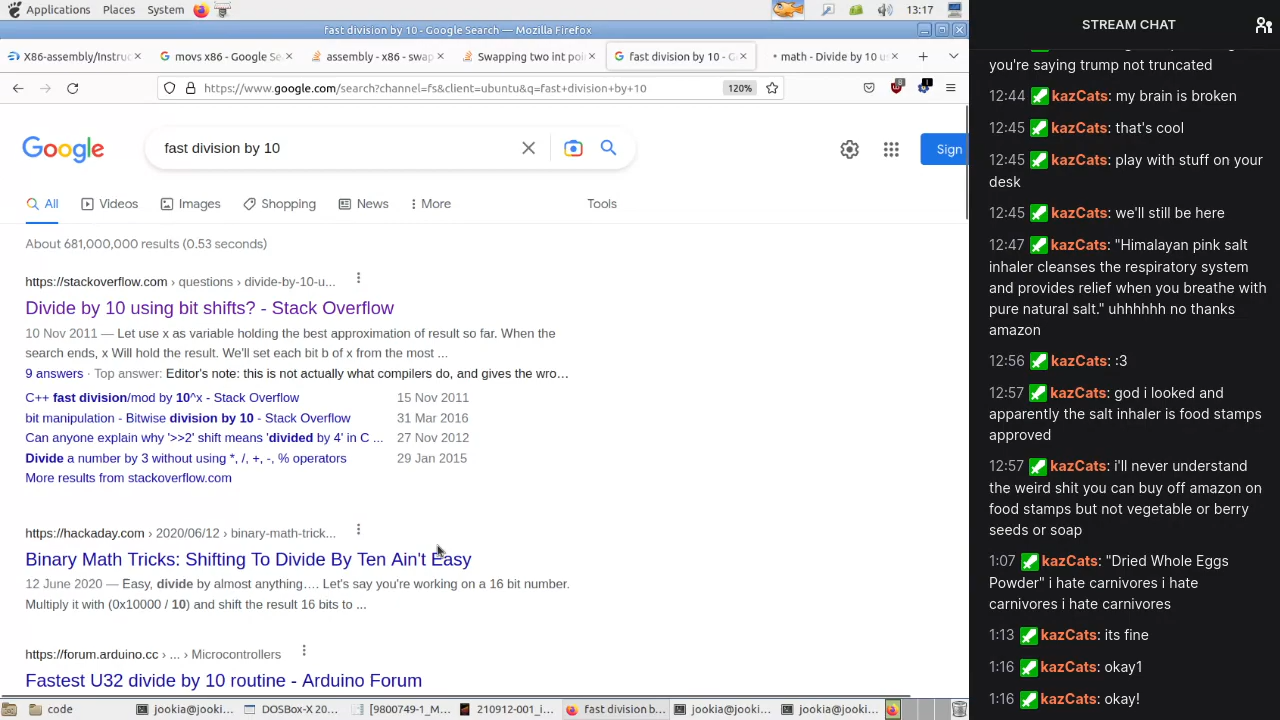 Applications Places System 13:17
fast division by 10 - Google Search — Mozilla Firefox
X86-assembly/Instruc
movs x86 - Google Se
assembly - x86 - swap
Swapping two int poi
fast division by 10 - G
math - Divide by 10 u
https://www.google.com/search?channel=fs&client=ubuntu&q=fast+division+by+10 120%
Google
fast division by 10
Sign
All Videos Images Shopping News More Tools
About 681,000,000 results (0.53 seconds)
https://stackoverflow.com › questions › divide-by-10-u...
Divide by 10 using bit shifts? - Stack Overflow
10 Nov 2011 — Let use x as variable holding the best approximation of result so far. When the
search ends, x Will hold the result. We'll set each bit b of x from the most ...
9 answers · Top answer: Editor's note: this is not actually what compilers do, and gives the wro…
C++ fast division/mod by 10^x - Stack Overflow 15 Nov 2011
bit manipulation - Bitwise division by 10 - Stack Overflow 31 Mar 2016
Can anyone explain why '>>2' shift means 'divided by 4' in C ... 27 Nov 2012
Divide a number by 3 without using *, /, +, -, % operators 29 Jan 2015
More results from stackoverflow.com
https://hackaday.com › 2020/06/12 › binary-math-trick...
Binary Math Tricks: Shifting To Divide By Ten Ain't Easy
12 June 2020 — Easy, divide by almost anything…. Let's say you're working on a 16 bit number.
Multiply it with (0x10000 / 10) and shift the result 16 bits to ...
https://forum.arduino.cc › ... › Microcontrollers
Fastest U32 divide by 10 routine - Arduino Forum
code
jookia@jooki...
DOSBox-X 20...
[9800749-1_M...
210912-001_i...
fast division b...
jookia@jooki...
jookia@jooki...
STREAM CHAT
you're saying trump not truncated
12:44 kazCats: my brain is broken
12:45 kazCats: that's cool
12:45 kazCats: play with stuff on your
desk
12:45 kazCats: we'll still be here
12:47 kazCats: "Himalayan pink salt
inhaler cleanses the respiratory system
and provides relief when you breathe with
pure natural salt." uhhhhhh no thanks
amazon
12:56 kazCats: :3
12:57 kazCats: god i looked and
apparently the salt inhaler is food stamps
approved
12:57 kazCats: i'll never understand
the weird shit you can buy off amazon on
food stamps but not vegetable or berry
seeds or soap
1:07 kazCats: "Dried Whole Eggs
Powder" i hate carnivores i hate
carnivores i hate carnivores
1:13 kazCats: its fine
1:16 kazCats: okay1
1:16 kazCats: okay!